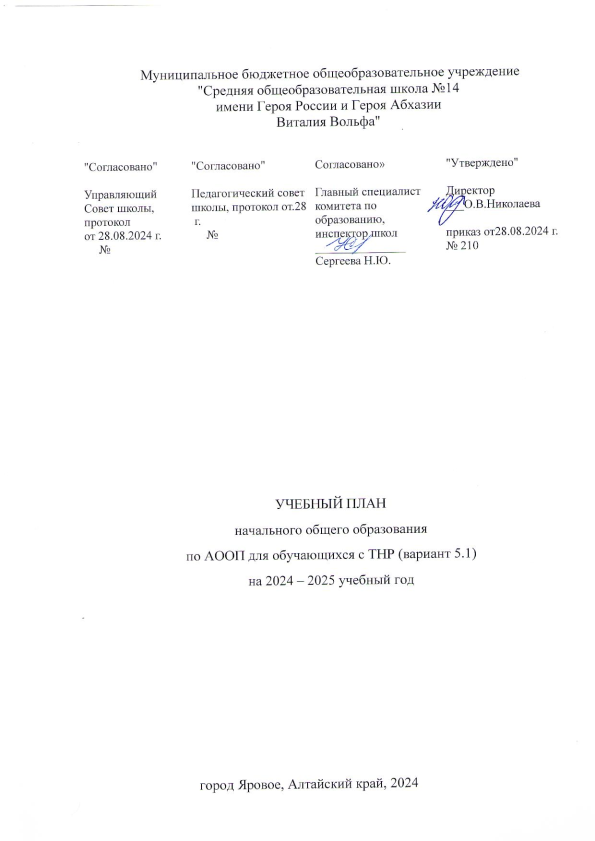 Муниципальное бюджетное общеобразовательное учреждение
"Средняя общеобразовательная школа №14
имени Героя России и Героя Абхазии
Виталия Вольфа"
"Согласовано"
Управляющий
Совет школы,
протокол
от 28.08.2024 г.
№
"Согласовано"
Педагогический совет
школы, протокол от.28
г.
№
Согласовано»
Главный специалист
комитета по
образованию,
инспектор школ
Сергеева Н.Ю.
"Утверждено"
Директор
О.В.Николаева
приказ от28.08.2024 г.
№ 210
УЧЕБНЫЙ ПЛАН
начального общего образования
по АООП для обучающихся с ТНР (вариант 5.1)
на 2024 – 2025 учебный год
город Яровое, Алтайский край, 2024